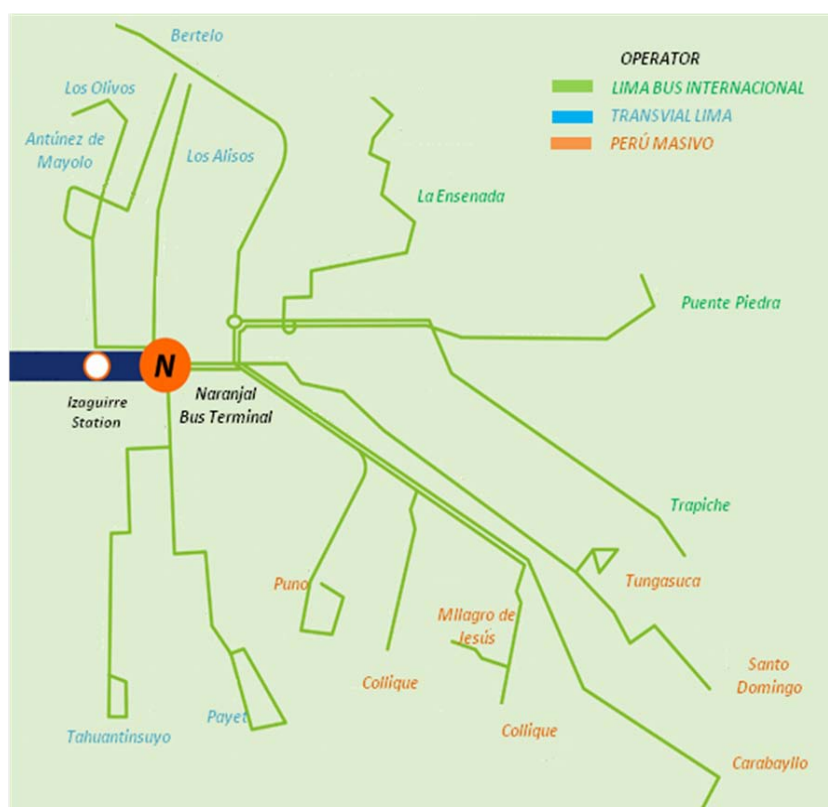 Bertelo
OPERATOR
LIMA BUS INTERNACIONAL
TRANSVIAL LIMA
PERÚ MASIVO
Los Olivos
Antúnez de
Mayolo
Los Alisos
La Ensenada
Puente Piedra
N
Izaguirre
Station
Naranjal
Bus Terminal
Trapiche
Tungasuca
Puno
Milagro de
Jesús
Santo
Domingo
Collique
Collique
Payet
Tahuantinsuyo
Carabayllo